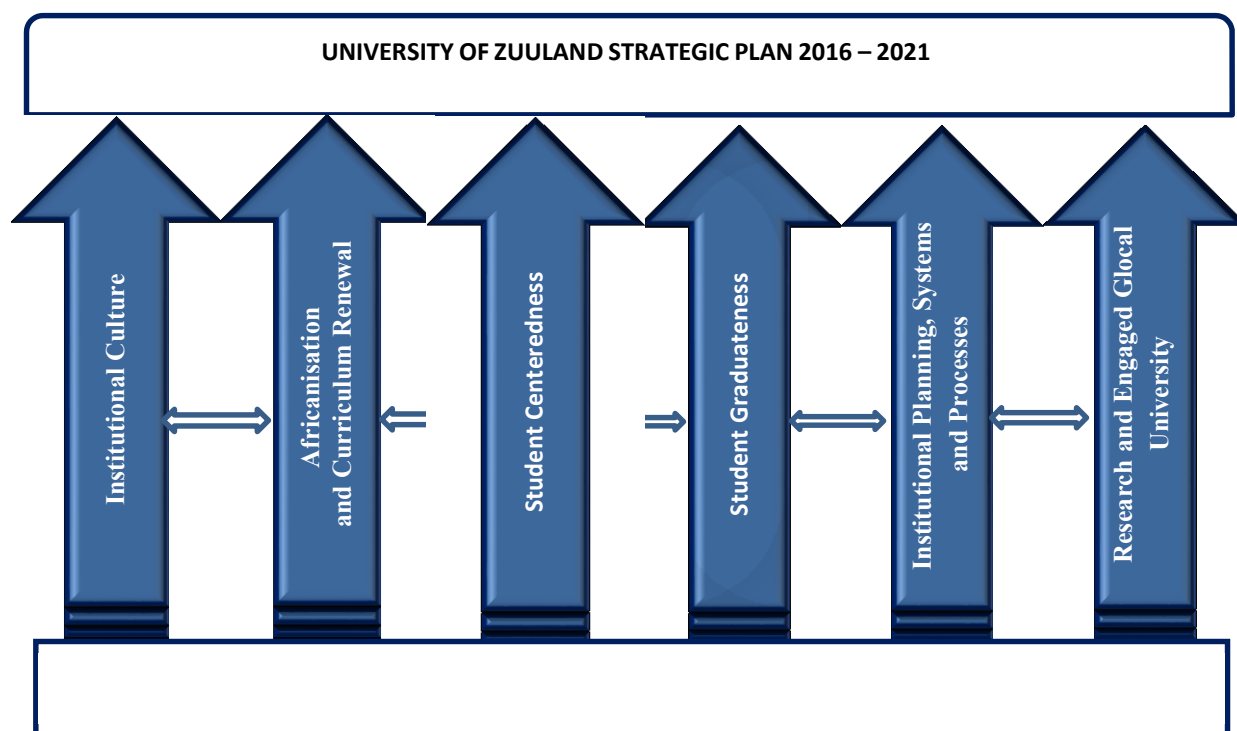 UNIVERSITY OF ZUULAND STRATEGIC PLAN 2016 – 2021
Institutional Culture
Africanisation
and Curriculum Renewal
Student Centeredness
Student Graduateness
Institutional Planning, Systems
and Processes
Research and Engaged Glocal
University